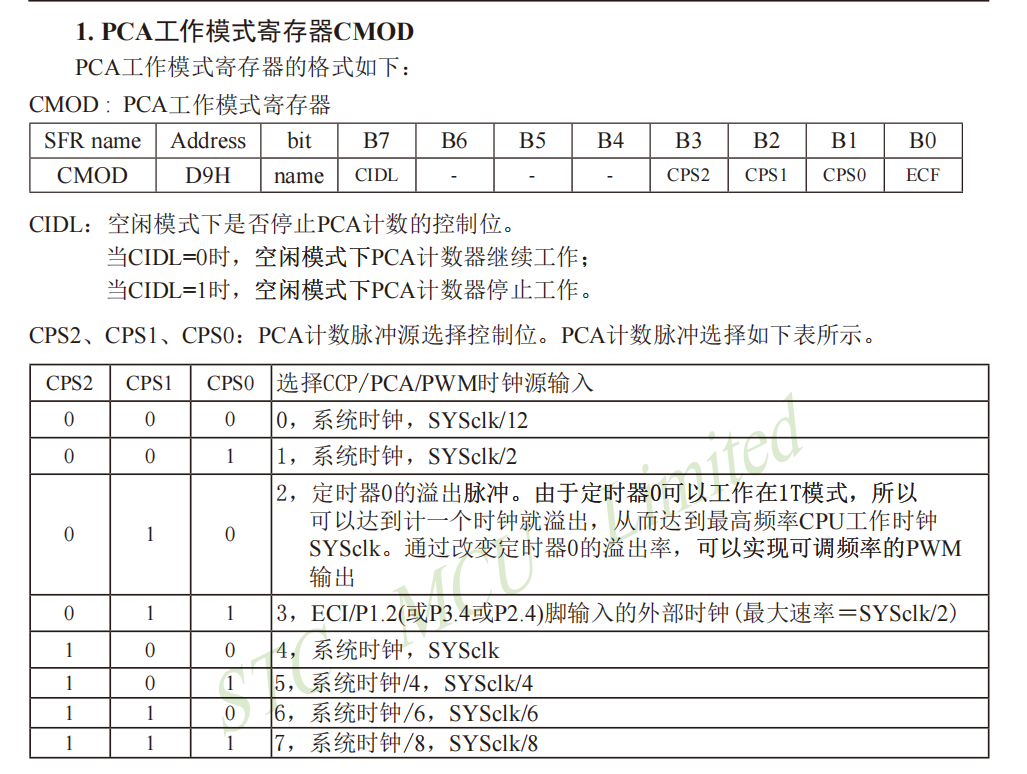 1. PCA工作模式寄存器CMOD
PCA工作模式寄存器的格式如下：
CMOD : PCA工作模式寄存器
SFR name Address bit B7 B6 B5 B4 B3 B2 B1 B0
CMOD D9H name CIDL - - - CPS2 CPS1 CPS0 ECF
CIDL：空闲模式下是否停止PCA计数的控制位。
当CIDL=0时，空闲模式下PCA计数器继续工作；
当CIDL=1时，空闲模式下PCA计数器停止工作。
CPS2、CPS1、CPS0：PCA计数脉冲源选择控制位。PCA计数脉冲选择如下表所示。
CPS2 CPS1 CPS0 选择CCP/PCA/PWM时钟源输入
0 0 0 0，系统时钟，SYSclk/12
0 0 1 1，系统时钟，SYSclk/2
0 1 0 2，定时器0的溢出脉冲。由于定时器0可以工作在1T模式，所以
可以达到计一个时钟就溢出，从而达到最高频率CPU工作时钟
SYSclk。通过改变定时器0的溢出率，可以实现可调频率的PWM
输出
0 1 1 3，ECI/P1.2(或P3.4或P2.4)脚输入的外部时钟(最大速率＝SYSclk/2)
1 0 0 4，系统时钟，SYSclk
1 0 1 5，系统时钟/4，SYSclk/4
1 1 0 6，系统时钟/6，SYSclk/6
1 1 1 7，系统时钟/8，SYSclk/8
STC MCU Limited